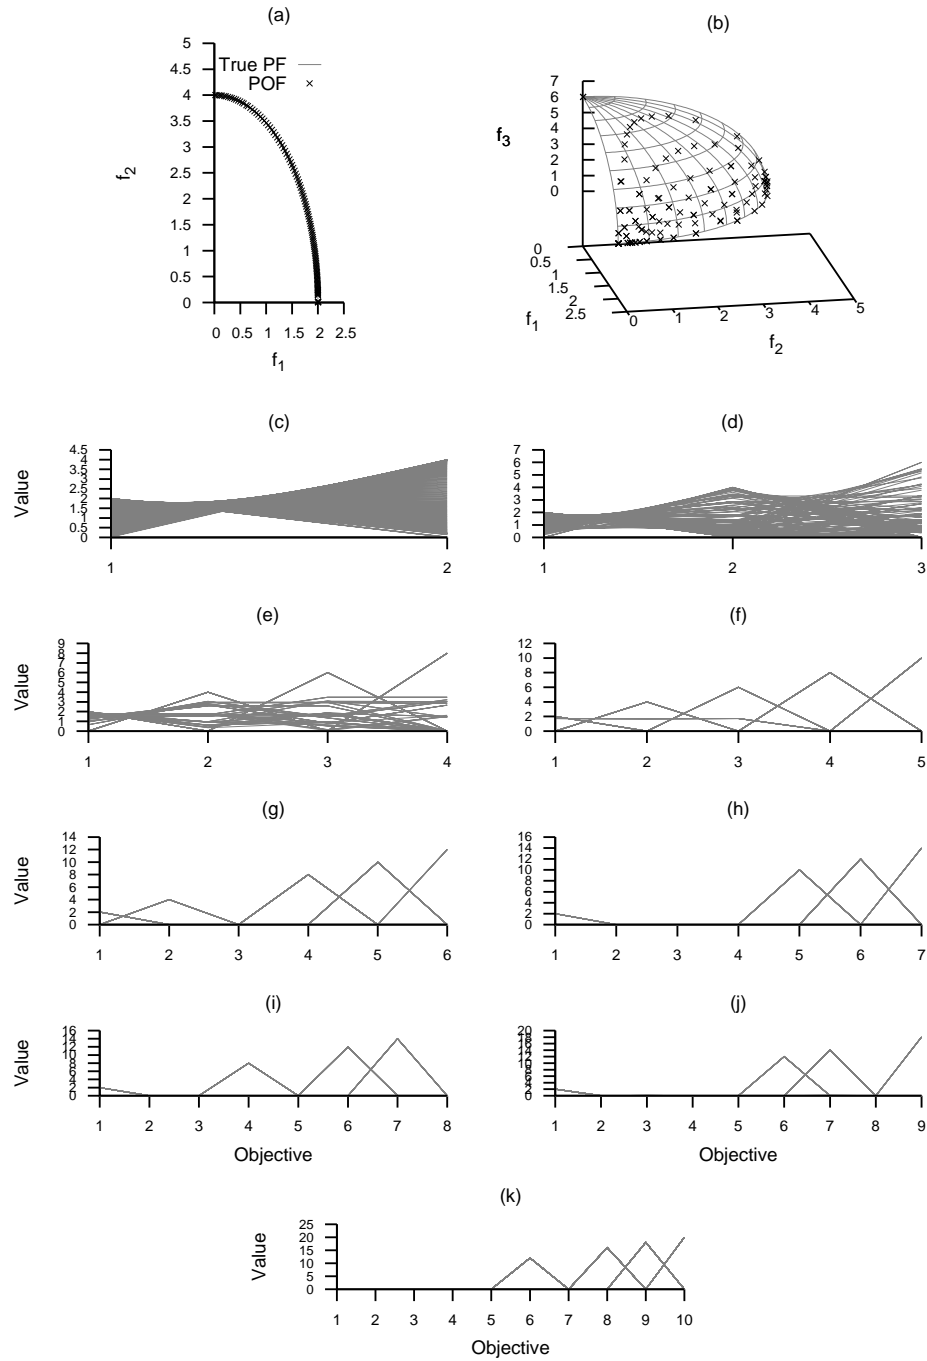 (a)
5
4.5
4
3.5
3
2.5
2
1.5
1
0.5
0
True PF
POF
f2
0 0.5 1 1.5 2 2.5
f1
(b)
7
6
5
4
3
2
1
0
f3
0
0.5
1
1.5
2
2.5
f1
0 1 2 3 4 5
f2
(c)
4.5
4
3.5
3
2.5
2
1.5
1
0.5
0
Value
1 2
(d)
7
6
5
4
3
2
1
0
1 2 3
(e)
9
8
7
6
5
4
3
2
1
0
Value
1 2 3 4
(f)
12
10
8
6
4
2
0
1 2 3 4 5
(g)
14
12
10
8
6
4
2
0
Value
1 2 3 4 5 6
(h)
16
14
12
10
8
6
4
2
0
1 2 3 4 5 6 7
(i)
16
14
12
10
8
6
4
2
0
Value
1 2 3 4 5 6 7 8
Objective
(j)
20
18
16
14
12
10
8
6
4
2
0
1 2 3 4 5 6 7 8 9
Objective
(k)
25
20
15
10
5
0
Value
1 2 3 4 5 6 7 8 9 10
Objective